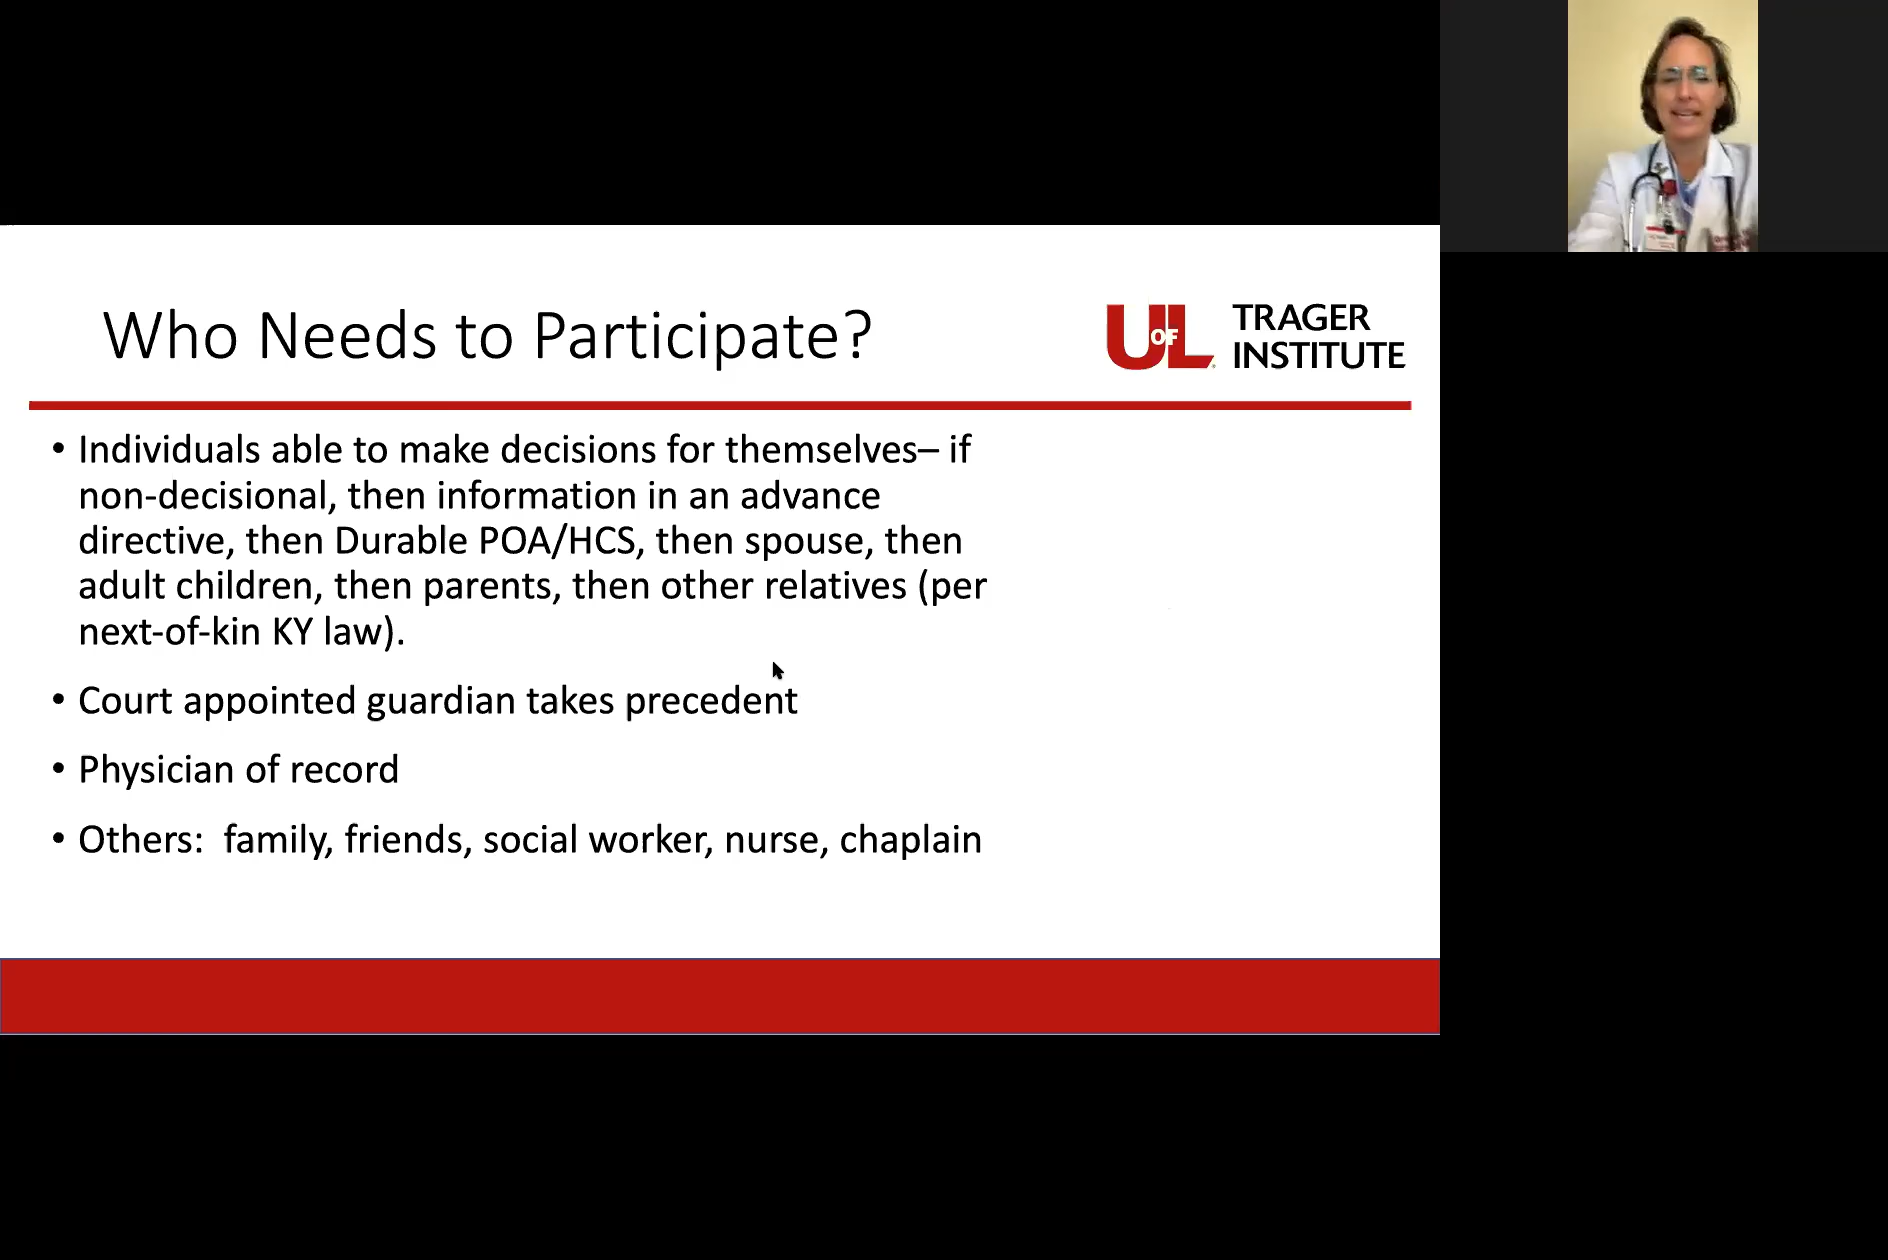 Who Needs to Participate?
UOFL TRAGER
INSTITUTE
• Individuals able to make decisions for themselves– if
non-decisional, then information in an advance
directive, then Durable POA/HCS, then spouse, then
adult children, then parents, then other relatives (per
next-of-kin KY law).
• Court appointed guardian takes precedent
• Physician of record
• Others:  family, friends, social worker, nurse, chaplain